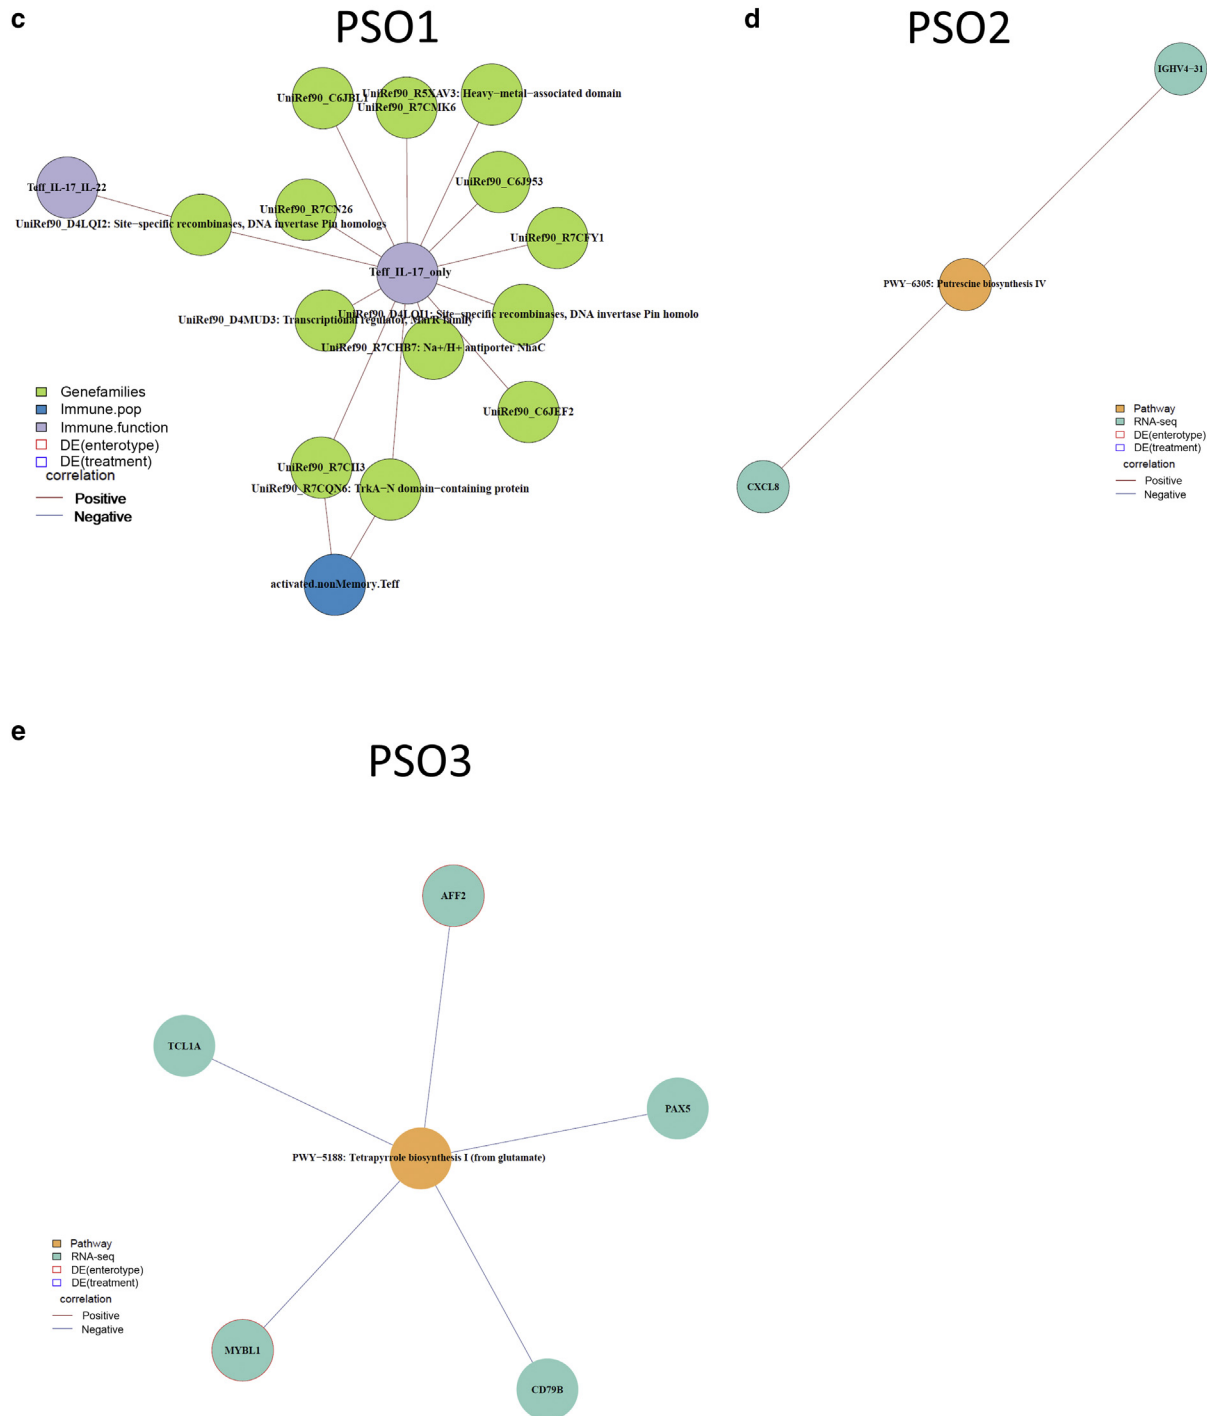 c
PSO1
UniRef90_C6JBL1
UniRef90_R5XAV3: Heavy-metal-associated domain
UniRef90_R7CMK6
Teff_IL-17_IL-22
UniRef90_C6J953
UniRef90_R7CN26
UniRef90_D4LQI2: Site-specific recombinases, DNA invertase Pin homologs
UniRef90_R7CFY1
Teff_IL-17_only
UniRef90_D4LQI1: Site-specific recombinases, DNA invertase Pin homolo
UniRef90_D4MUD3: Transcriptional regulator, MarR family
UniRef90_R7CHB7: Na+/H+ antiporter NhaC
UniRef90_C6JEF2
UniRef90_R7CQN6: TrkA-N domain-containing protein
activated.nonMemory.Teff
Genefamilies
Immune.pop
Immune.function
DE(enterotype)
DE(treatment)
correlation
Positive
Negative
d
PSO2
IGHV4-31
PWY-6305: Putrescine biosynthesis IV
CXCL8
Pathway
RNA-seq
DE(enterotype)
DE(treatment)
correlation
Positive
Negative
e
PSO3
AFF2
TCL1A
PAX5
PWY-5188: Tetrapyrrole biosynthesis I (from glutamate)
MYBL1
CD79B
Pathway
RNA-seq
DE(enterotype)
DE(treatment)
correlation
Positive
Negative